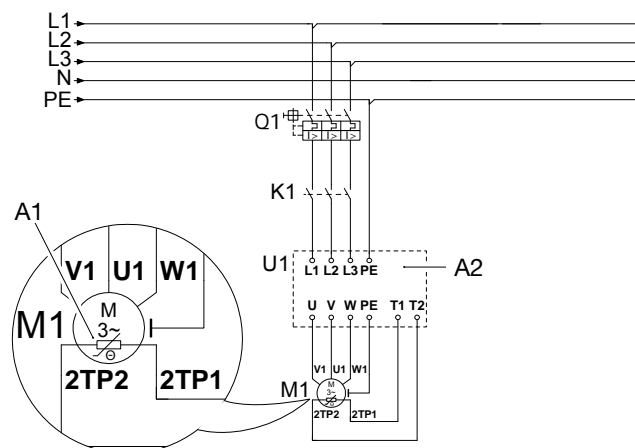 L1
L2
L3
N
PE
Q1
I> I> I>
K1
A1
U1
L1 L2 L3 PE
A2
U V W PE T1 T2
V1 U1 W1
M1
M
3~
Θ
2TP2 2TP1
V1 U1 W1
M1
M
3~
2TP2 2TP1